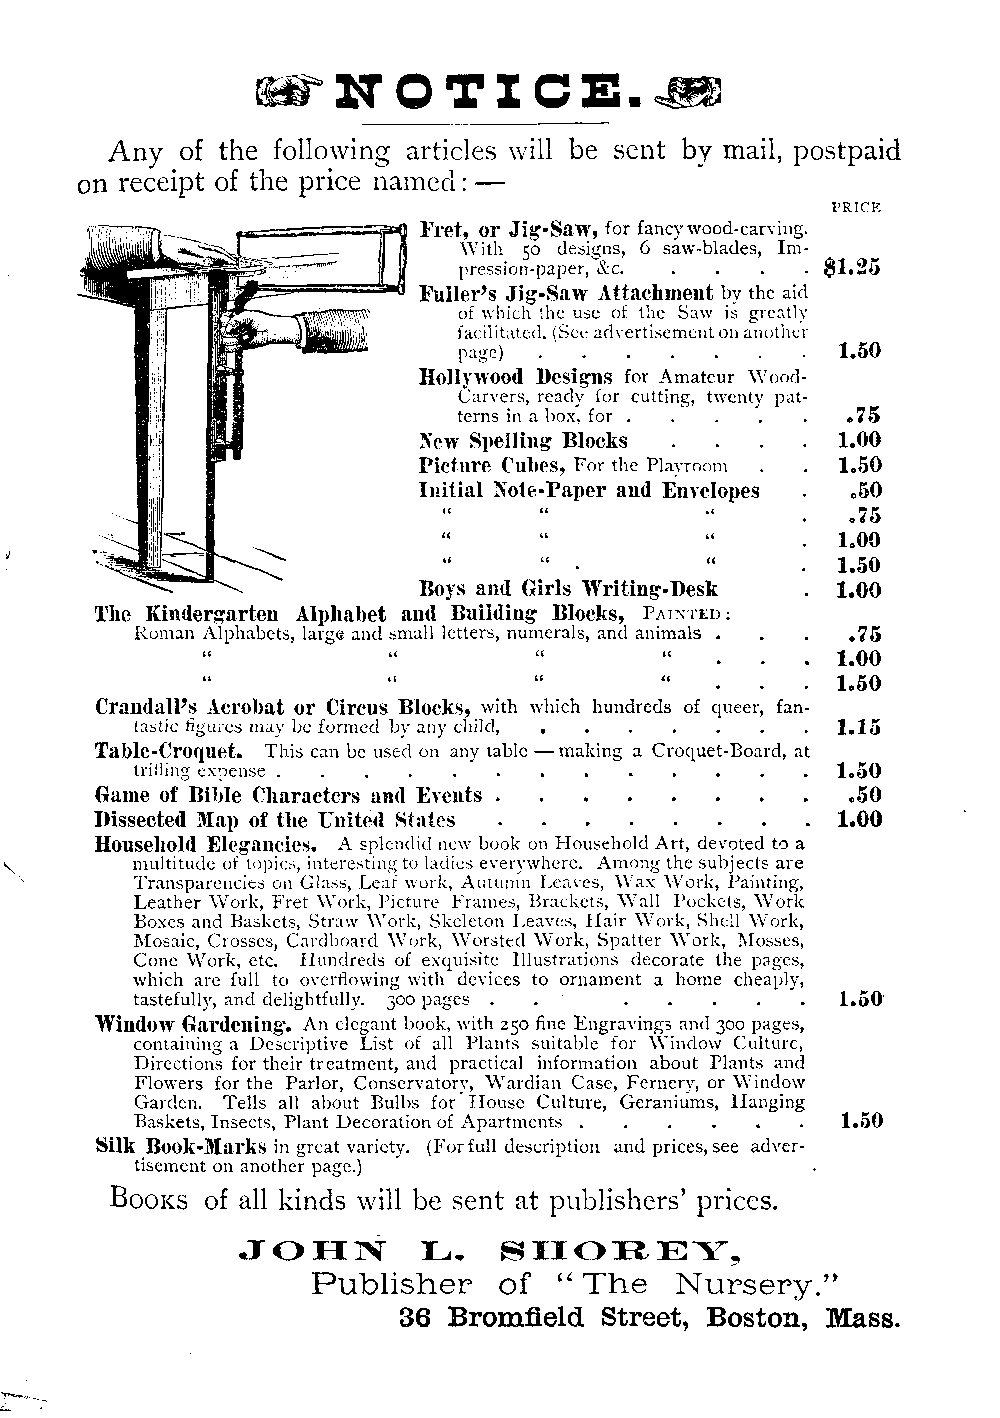 NOTICE.
Any of the following articles will be sent by mail, postpaid
on receipt of the price named: —
PRICE
Fret, or Jig-Saw, for fancy wood-carving.
With 50 designs, 6 saw-blades, Im-
pression-paper, &c. . . . . . $1.25
Fuller's Jig-Saw Attachment by the aid
of which the use of the Saw is greatly
facilitated. (See advertisement on another
page) . . . . . . . 1.50
Hollywood Designs for Amateur Wood-
Carvers, ready for cutting, twenty pat-
terns in a box, for . . . . . .75
New Spelling Blocks . . . . 1.00
Picture Cubes, For the Playroom . . 1.50
Initial Note-Paper and Envelopes . .50
" " " . .75
" " " . 1.00
" " " . 1.50
Boys and Girls Writing-Desk . 1.00
The Kindergarten Alphabet and Building Blocks, PAINTED:
Roman Alphabets, large and small letters, numerals, and animals . . . .75
" " " " . . . 1.00
" " " " . . . 1.50
Crandall's Acrobat or Circus Blocks, with which hundreds of queer, fan-
tastic figures may be formed by any child, . . . . . . . 1.15
Table-Croquet. This can be used on any table — making a Croquet-Board, at
trifling expense . . . . . . . . . . . . . 1.50
Game of Bible Characters and Events . . . . . . . . .50
Dissected Map of the United States . . . . . . . . 1.00
Household Elegancies. A splendid new book on Household Art, devoted to a
multitude of topics, interesting to ladies everywhere. Among the subjects are
Transparencies on Glass, Leaf work, Autumn Leaves, Wax Work, Painting,
Leather Work, Fret Work, Picture Frames, Brackets, Wall Pockets, Work
Boxes and Baskets, Straw Work, Skeleton Leaves, Hair Work, Shell Work,
Mosaic, Crosses, Cardboard Work, Worsted Work, Spatter Work, Mosses,
Cone Work, etc. Hundreds of exquisite Illustrations decorate the pages,
which are full to overflowing with devices to ornament a home cheaply,
tastefully, and delightfully. 300 pages . . . . . . . 1.50
Window Gardening. An elegant book, with 250 fine Engravings and 300 pages,
containing a Descriptive List of all Plants suitable for Window Culture,
Directions for their treatment, and practical information about Plants and
Flowers for the Parlor, Conservatory, Wardian Case, Fernery, or Window
Garden. Tells all about Bulbs for House Culture, Geraniums, Hanging
Baskets, Insects, Plant Decoration of Apartments . . . . . . 1.50
Silk Book-Marks in great variety. (For full description and prices, see adver-
tisement on another page.)
BOOKS of all kinds will be sent at publishers' prices.
JOHN L. SHOREY,
Publisher of "The Nursery."
36 Bromfield Street, Boston, Mass.